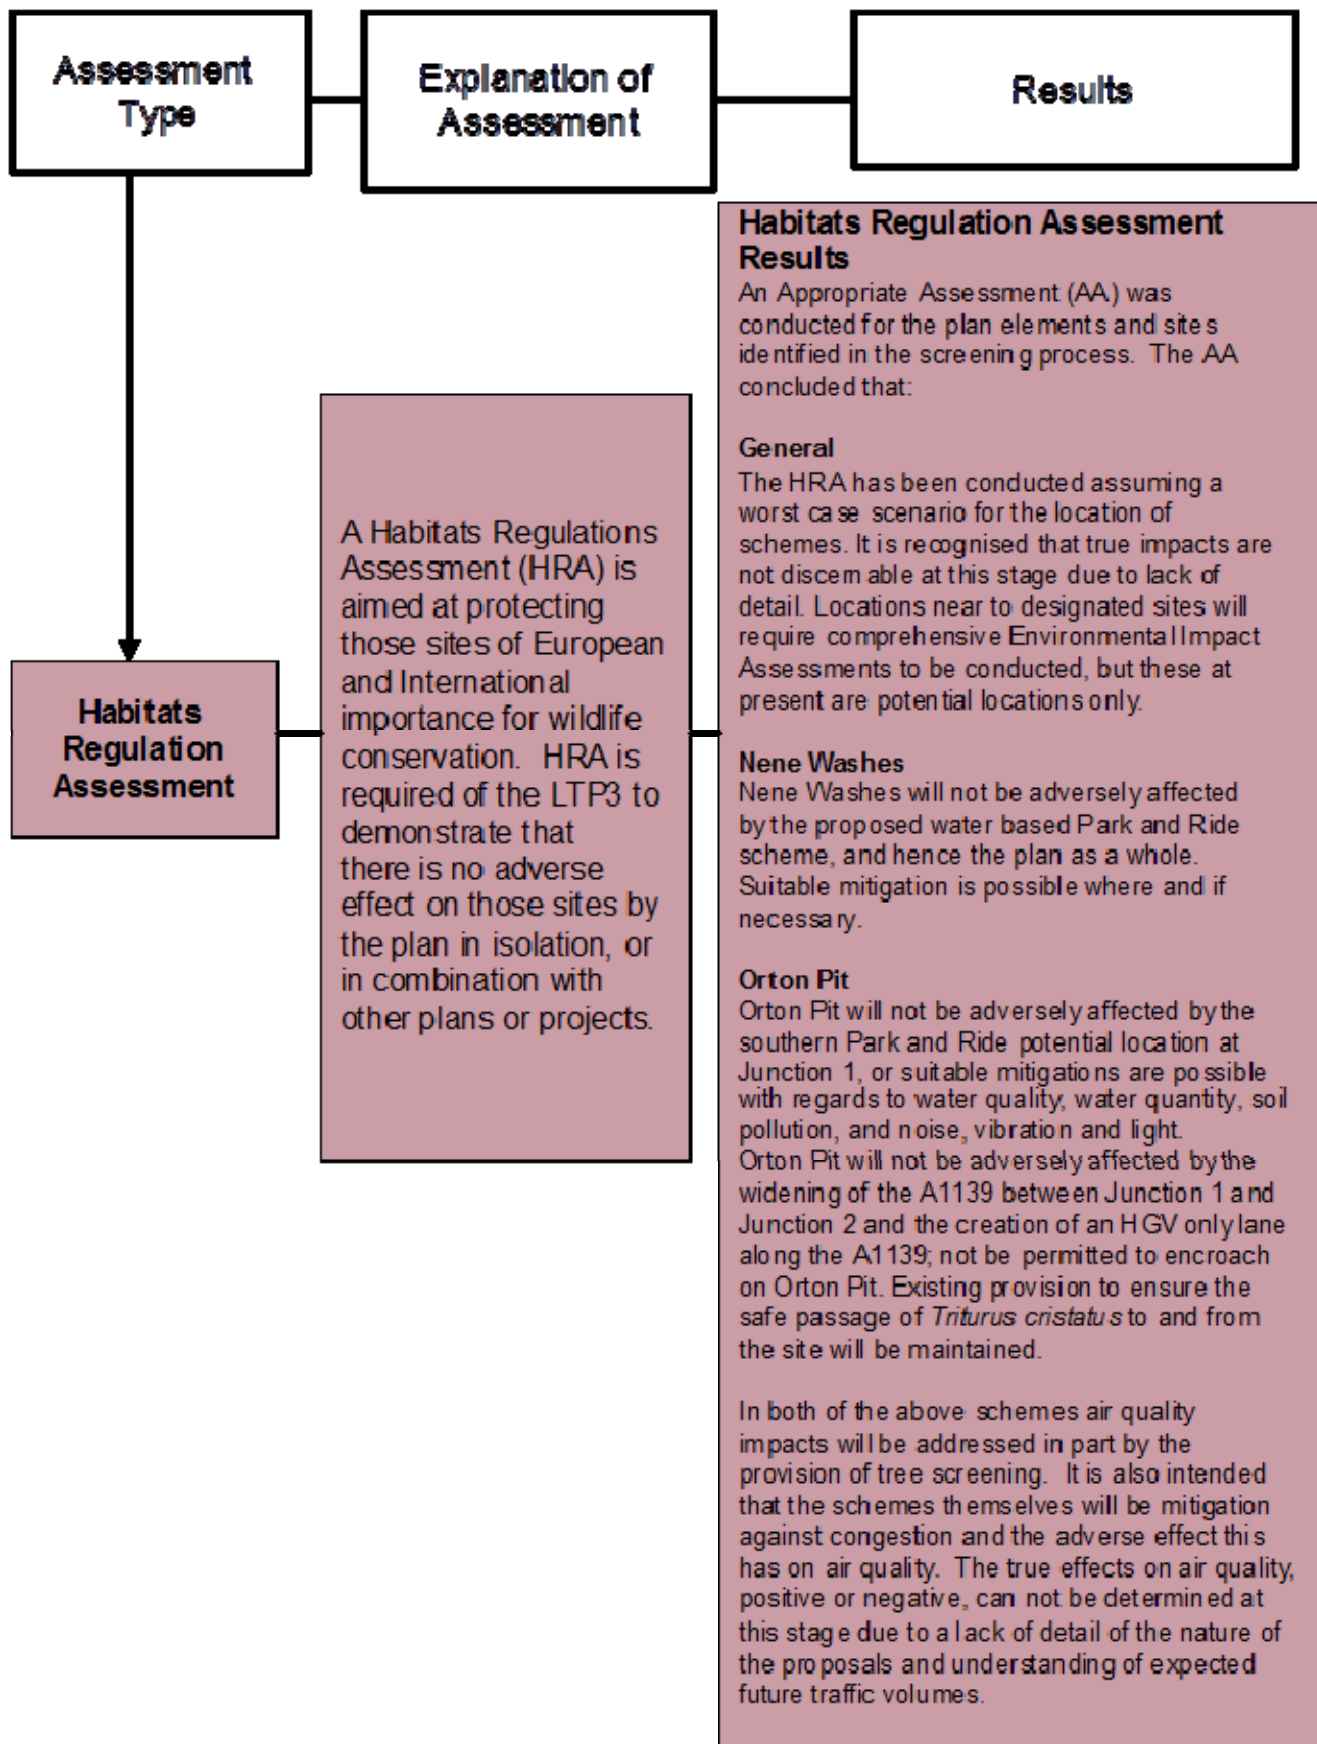 Assessment
Type
Explanation of
Assessment
Results
Habitats
Regulation
Assessment
A Habitats Regulations
Assessment (HRA) is
aimed at protecting
those sites of European
and International
importance for wildlife
conservation. HRA is
required of the LTP3 to
demonstrate that
there is no adverse
effect on those sites by
the plan in isolation, or
in combination with
other plans or projects.
Habitats Regulation Assessment
Results
An Appropriate Assessment (AA) was
conducted for the plan elements and sites
identified in the screening process. The AA
concluded that:
General
The HRA has been conducted assuming a
worst case scenario for the location of
schemes. It is recognised that true impacts are
not discernable at this stage due to lack of
detail. Locations near to designated sites will
require comprehensive Environmental Impact
Assessments to be conducted, but these at
present are potential locations only.
Nene Washes
Nene Washes will not be adversely affected
by the proposed water based Park and Ride
scheme, and hence the plan as a whole.
Suitable mitigation is possible where and if
necessary.
Orton Pit
Orton Pit will not be adversely affected by the
southern Park and Ride potential location at
Junction 1, or suitable mitigations are possible
with regards to water quality, water quantity, soil
pollution, and noise, vibration and light.
Orton Pit will not be adversely affected by the
widening of the A1139 between Junction 1 and
Junction 2 and the creation of an HGV only lane
along the A1139; not be permitted to encroach
on Orton Pit. Existing provision to ensure the
safe passage of Triturus cristatus to and from
the site will be maintained.
In both of the above schemes air quality
impacts will be addressed in part by the
provision of tree screening. It is also intended
that the schemes themselves will be mitigation
against congestion and the adverse effect this
has on air quality. The true effects on air quality,
positive or negative, can not be determined at
this stage due to a lack of detail of the nature of
the proposals and understanding of expected
future traffic volumes.